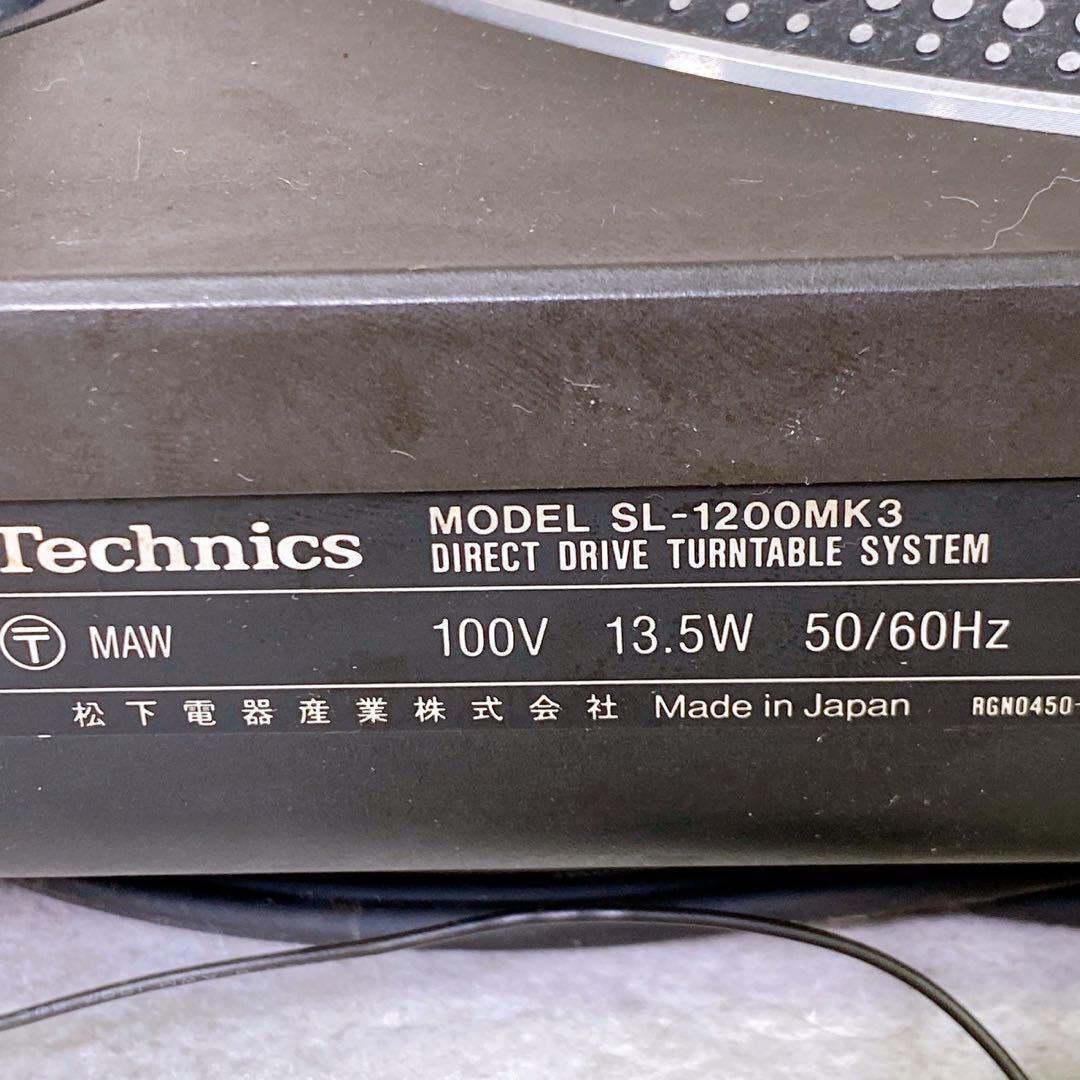 Technics
MODEL SL-1200MK3
DIRECT DRIVE TURNTABLE SYSTEM
〒 MAW 100V 13.5W 50/60Hz
松下電器産業株式会社 Made in Japan RGN0450-